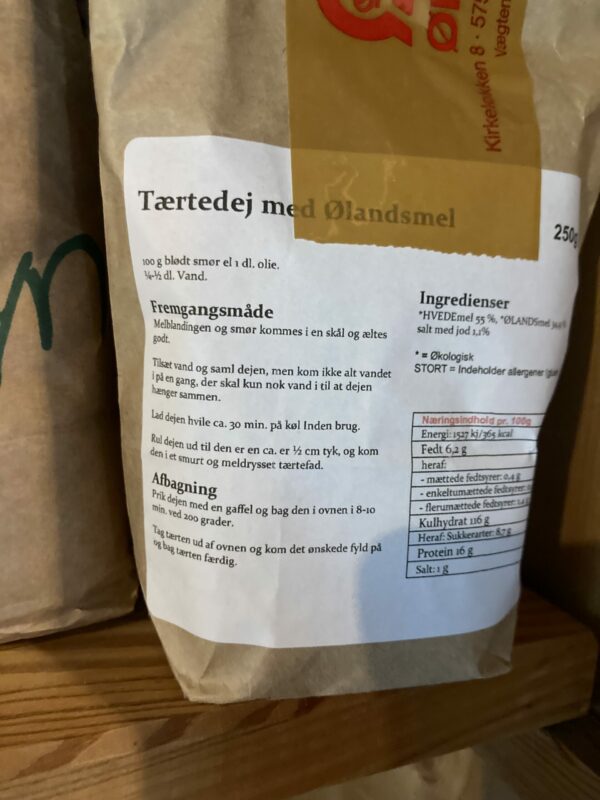 Kirkeløkken 8 · 575
Vægten
Tærtedej med Ølandsmel
250g
100 g blødt smør el 1 dl. olie.
¼-½ dl. Vand.
Fremgangsmåde
Melblandingen og smør kommes i en skål og æltes
godt.
Tilsæt vand og saml dejen, men kom ikke alt vandet
i på en gang, der skal kun nok vand i til at dejen
hænger sammen.
Lad dejen hvile ca. 30 min. på køl Inden brug.
Rul dejen ud til den er en ca. er ½ cm tyk, og kom
den i et smurt og meldrysset tærtefad.
Afbagning
Prik dejen med en gaffel og bag den i ovnen i 8-10
min. ved 200 grader.
Tag tærten ud af ovnen og kom det ønskede fyld på
og bag tærten færdig.
Ingredienser
*HVEDEmel 55 %, *ØLANDSmel
salt med jod 1,1%
* = Økologisk
STORT = Indeholder allergener
Næringsindhold pr. 100g
Energi: 1527 kj/365 kcal
Fedt 6,2 g
heraf:
- mættede fedtsyrer: 0,4 g
- enkeltumættede fedtsyrer:
- flerumættede fedtsyrer:
Kulhydrat 116 g
Heraf: Sukkerarter: 8,7 g
Protein 16 g
Salt: 1 g